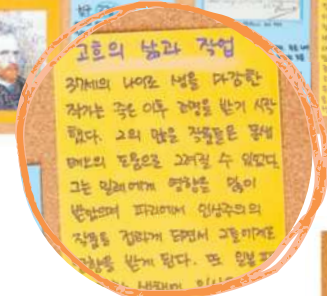 고흐의 삶과 작업
37세의 나이로 생을 마감한
작가는 죽은 이후 조명을 받기 시작
했다. 그의 많은 작품들은 동생
테오의 도움으로 그려질 수 있었다.
그는 밀레에게 영향을 많이
받았으며 파리에서 인상주의의
작품을 접하게 되면서 그들에게도
영향을 받게 된다. 또 일본